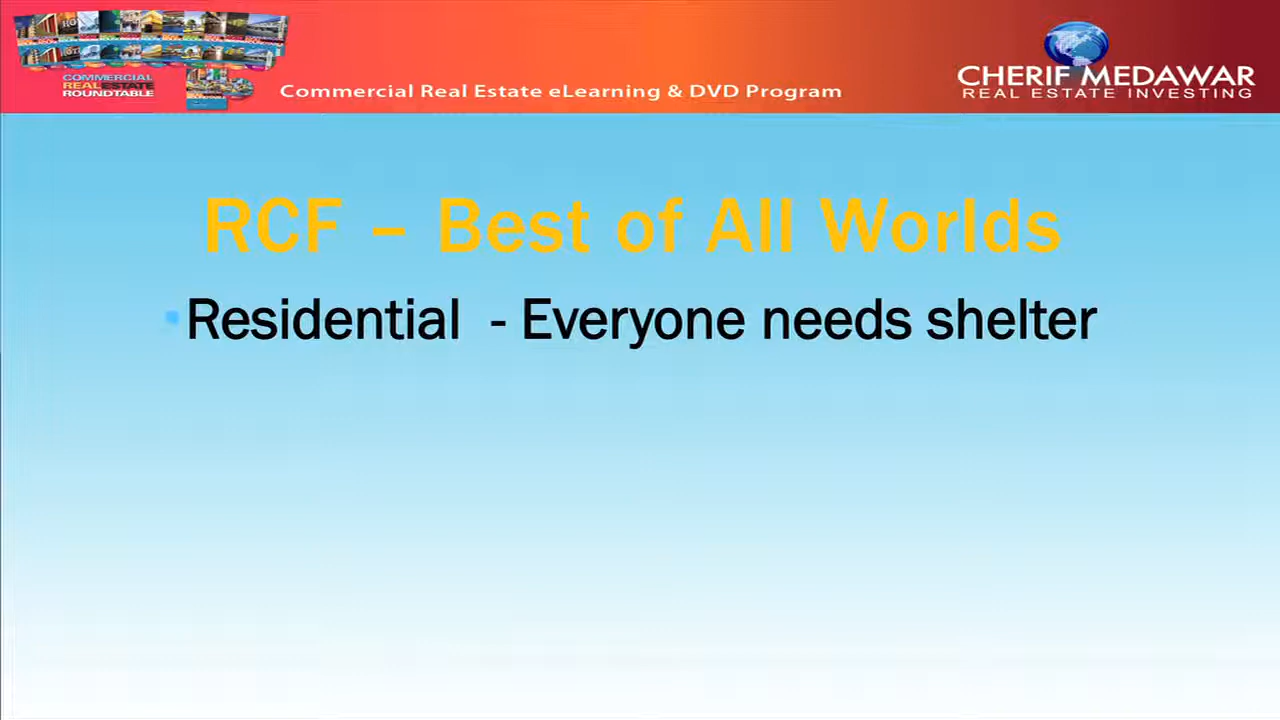 COMMERCIAL
REAL ESTATE
ROUNDTABLE
Commercial Real Estate eLearning & DVD Program
CHERIF MEDAWAR
REAL ESTATE INVESTING
RCF – Best of All Worlds
Residential - Everyone needs shelter